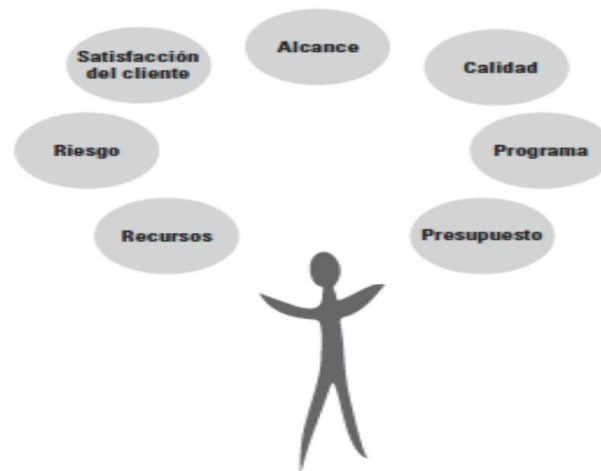 Satisfacción
del cliente
Alcance
Calidad
Riesgo
Programa
Recursos
Presupuesto